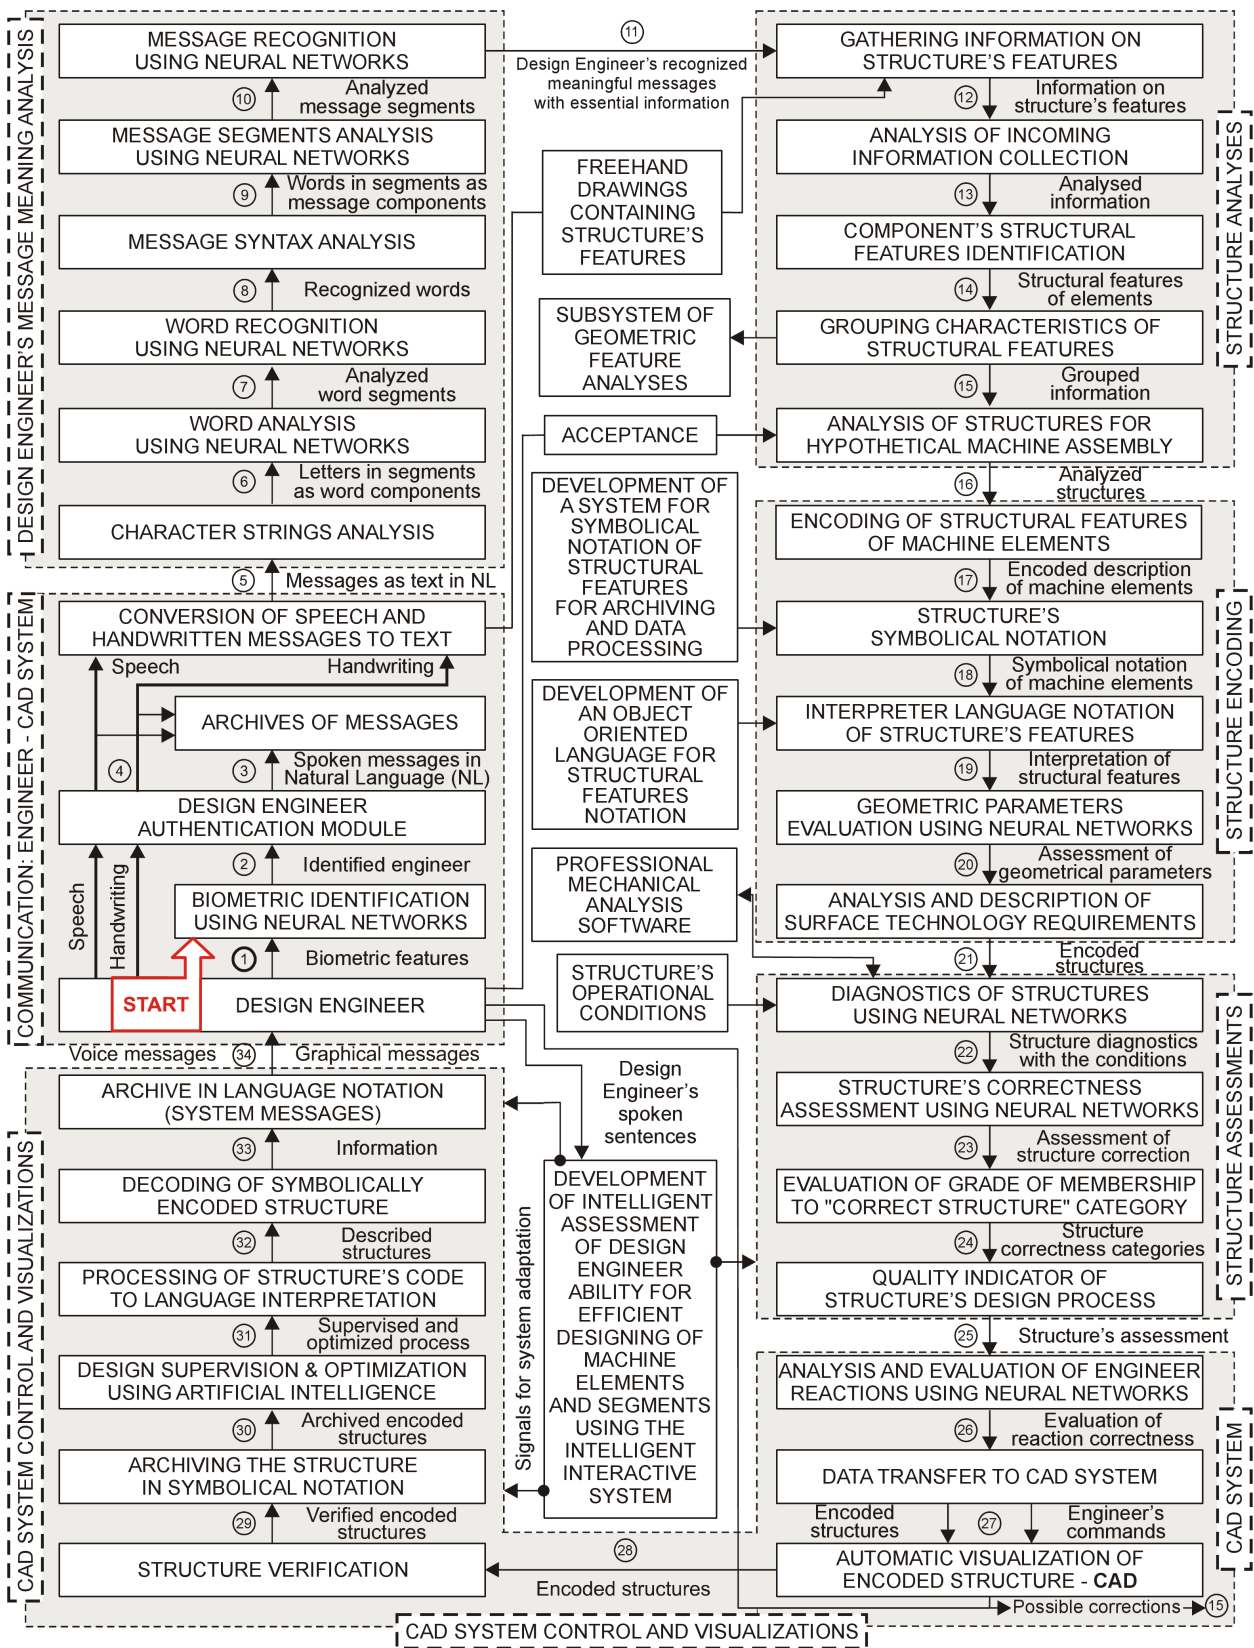 DESIGN ENGINEER'S MESSAGE MEANING ANALYSIS
MESSAGE RECOGNITION
USING NEURAL NETWORKS
10
Analyzed
message segments
MESSAGE SEGMENTS ANALYSIS
USING NEURAL NETWORKS
9
Words in segments as
message components
MESSAGE SYNTAX ANALYSIS
8
Recognized words
WORD RECOGNITION
USING NEURAL NETWORKS
7
Analyzed
word segments
WORD ANALYSIS
USING NEURAL NETWORKS
6
Letters in segments
as word components
CHARACTER STRINGS ANALYSIS
5
Messages as text in NL
COMMUNICATION: ENGINEER - CAD SYSTEM
CONVERSION OF SPEECH AND
HANDWRITTEN MESSAGES TO TEXT
Speech
Handwriting
ARCHIVES OF MESSAGES
4
3
Spoken messages in
Natural Language (NL)
DESIGN ENGINEER
AUTHENTICATION MODULE
2
Identified engineer
Speech
Handwriting
BIOMETRIC IDENTIFICATION
USING NEURAL NETWORKS
1
Biometric features
START
DESIGN ENGINEER
Voice messages
34
Graphical messages
CAD SYSTEM CONTROL AND VISUALIZATIONS
ARCHIVE IN LANGUAGE NOTATION
(SYSTEM MESSAGES)
33
Information
DECODING OF SYMBOLICALLY
ENCODED STRUCTURE
32
Described
structures
PROCESSING OF STRUCTURE'S CODE
TO LANGUAGE INTERPRETATION
31
Supervised and
optimized process
DESIGN SUPERVISION & OPTIMIZATION
USING ARTIFICIAL INTELLIGENCE
30
Archived encoded
structures
ARCHIVING THE STRUCTURE
IN SYMBOLICAL NOTATION
29
Verified encoded
structures
STRUCTURE VERIFICATION
11
Design Engineer's recognized
meaningful messages
with essential information
FREEHAND
DRAWINGS
CONTAINING
STRUCTURE'S
FEATURES
SUBSYSTEM OF
GEOMETRIC
FEATURE
ANALYSES
ACCEPTANCE
DEVELOPMENT OF
A SYSTEM FOR
SYMBOLICAL
NOTATION OF
STRUCTURAL
FEATURES
FOR ARCHIVING
AND DATA
PROCESSING
DEVELOPMENT OF
AN OBJECT
ORIENTED
LANGUAGE FOR
STRUCTURAL
FEATURES
NOTATION
PROFESSIONAL
MECHANICAL
ANALYSIS
SOFTWARE
STRUCTURE'S
OPERATIONAL
CONDITIONS
Design
Engineer's
spoken
sentences
Signals for system adaptation
DEVELOPMENT
OF INTELLIGENT
ASSESSMENT
OF DESIGN
ENGINEER
ABILITY FOR
EFFICIENT
DESIGNING OF
MACHINE
ELEMENTS
AND SEGMENTS
USING THE
INTELLIGENT
INTERACTIVE
SYSTEM
28
Encoded structures
STRUCTURE ANALYSES
GATHERING INFORMATION ON
STRUCTURE'S FEATURES
12
Information on
structure's features
ANALYSIS OF INCOMING
INFORMATION COLLECTION
13
Analysed
information
COMPONENT'S STRUCTURAL
FEATURES IDENTIFICATION
14
Structural features
of elements
GROUPING CHARACTERISTICS OF
STRUCTURAL FEATURES
15
Grouped
information
ANALYSIS OF STRUCTURES FOR
HYPOTHETICAL MACHINE ASSEMBLY
16
Analyzed
structures
STRUCTURE ENCODING
ENCODING OF STRUCTURAL FEATURES
OF MACHINE ELEMENTS
17
Encoded description
of machine elements
STRUCTURE'S
SYMBOLICAL NOTATION
18
Symbolical notation
of machine elements
INTERPRETER LANGUAGE NOTATION
OF STRUCTURE'S FEATURES
19
Interpretation of
structural features
GEOMETRIC PARAMETERS
EVALUATION USING NEURAL NETWORKS
20
Assessment of
geometrical parameters
ANALYSIS AND DESCRIPTION OF
SURFACE TECHNOLOGY REQUIREMENTS
21
Encoded
structures
STRUCTURE ASSESSMENTS
DIAGNOSTICS OF STRUCTURES
USING NEURAL NETWORKS
22
Structure diagnostics
with the conditions
STRUCTURE'S CORRECTNESS
ASSESSMENT USING NEURAL NETWORKS
23
Assessment of
structure correction
EVALUATION OF GRADE OF MEMBERSHIP
TO "CORRECT STRUCTURE" CATEGORY
24
Structure
correctness categories
QUALITY INDICATOR OF
STRUCTURE'S DESIGN PROCESS
25
Structure's assessment
CAD SYSTEM
ANALYSIS AND EVALUATION OF ENGINEER
REACTIONS USING NEURAL NETWORKS
26
Evaluation of
reaction correctness
DATA TRANSFER TO CAD SYSTEM
Encoded
structures
27
Engineer's
commands
AUTOMATIC VISUALIZATION OF
ENCODED STRUCTURE - CAD
Possible corrections
15
CAD SYSTEM CONTROL AND VISUALIZATIONS